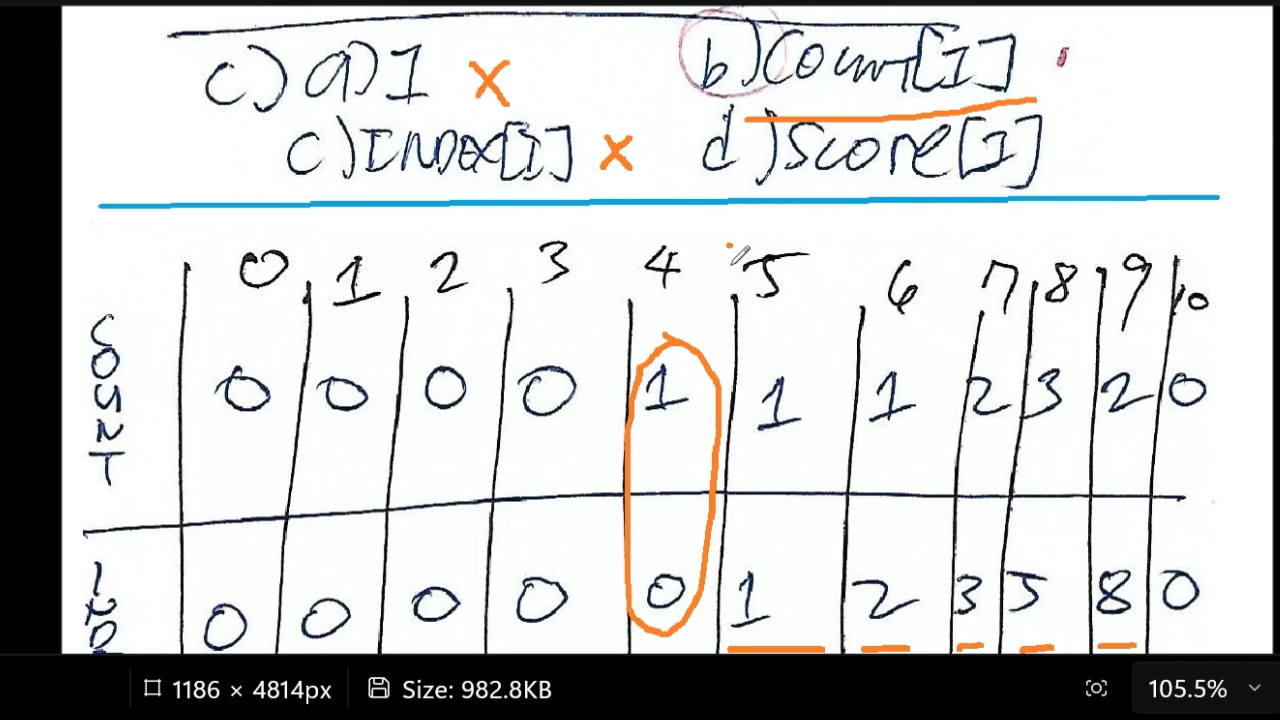 c) a) I × b) Count[I]
c) INDEX[I] × d) Score[I]
0 1 2 3 4 5 6 7 8 9 10
COUNT 0 0 0 0 1 1 1 2 3 2 0
0 0 0 0 0 1 2 3 5 8 0
1186 × 4814px Size: 982.8KB 105.5%